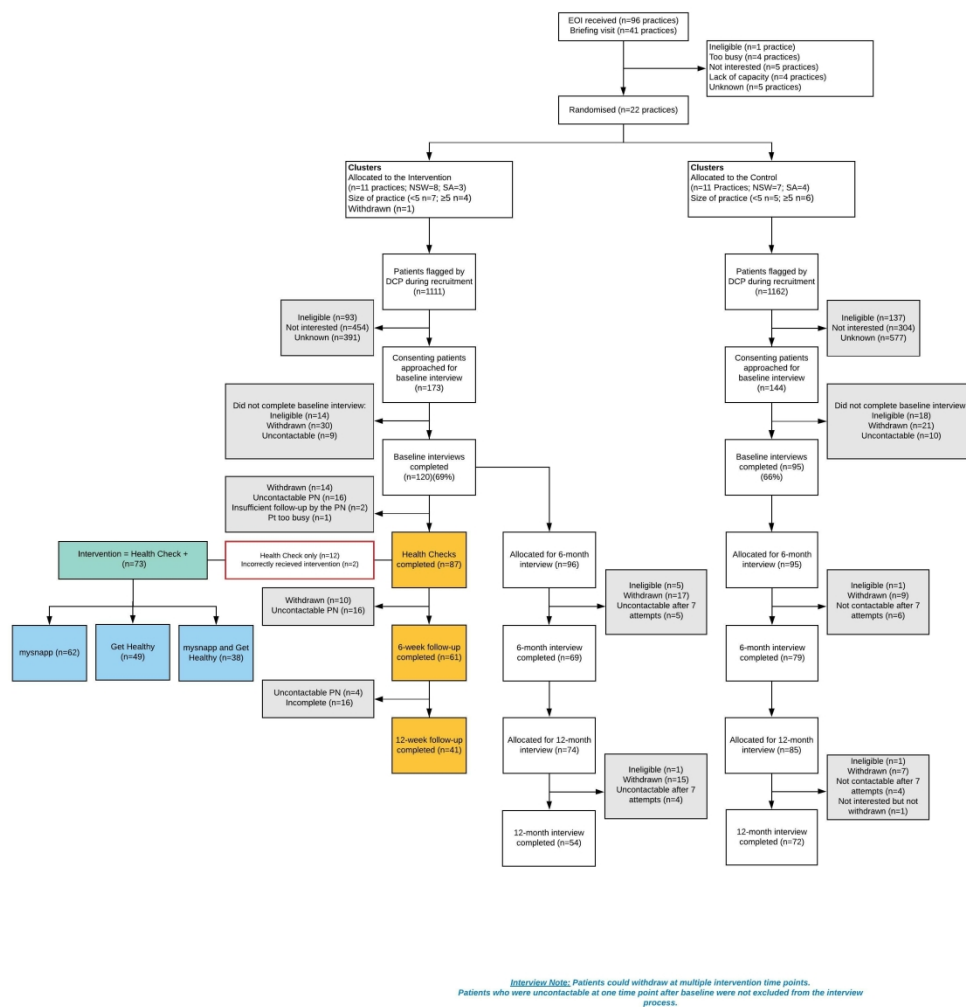 EOI received (n=96 practices)
Briefing visit (n=41 practices)
Ineligible (n=1 practice)
Too busy (n=4 practices)
Not interested (n=5 practices)
Lack of capacity (n=4 practices)
Unknown (n=5 practices)
Randomised (n=22 practices)
Clusters
Allocated to the Intervention
(n=11 practices; NSW=8; SA=3)
Size of practice (<5 n=7; ≥5 n=4)
Withdrawn (n=1)
Clusters
Allocated to the Control
(n=11 Practices; NSW=7; SA=4)
Size of practice (<5 n=5; ≥5 n=6)
Patients flagged by
DCP during recruitment
(n=1111)
Patients flagged by
DCP during recruitment
(n=1162)
Ineligible (n=93)
Not interested (n=454)
Unknown (n=391)
Ineligible (n=137)
Not interested (n=304)
Unknown (n=577)
Consenting patients
approached for
baseline interview
(n=173)
Consenting patients
approached for
baseline interview
(n=144)
Did not complete baseline interview:
Ineligible (n=14)
Withdrawn (n=30)
Uncontactable (n=9)
Did not complete baseline interview
Ineligible (n=18)
Withdrawn (n=21)
Uncontactable (n=10)
Baseline interviews
completed
(n=120)(69%)
Baseline interviews
completed (n=95)
(66%)
Withdrawn (n=14)
Uncontactable PN (n=16)
Insufficient follow-up by the PN (n=2)
Pt too busy (n=1)
Intervention = Health Check +
(n=73)
Health Check only (n=12)
Incorrectly recieved intervention (n=2)
Health Checks
completed (n=87)
Allocated for 6-month
interview (n=96)
Allocated for 6-month
interview (n=95)
Withdrawn (n=10)
Uncontactable PN (n=16)
Ineligible (n=5)
Withdrawn (n=17)
Uncontactable after 7
attempts (n=5)
Ineligible (n=1)
Withdrawn (n=9)
Not contactable after 7
attempts (n=6)
mysnapp (n=62)
Get Healthy
(n=49)
mysnapp and Get
Healthy (n=38)
6-week follow-up
completed (n=61)
6-month interview
completed (n=69)
6-month interview
completed (n=79)
Uncontactable PN (n=4)
Incomplete (n=16)
12-week follow-up
completed (n=41)
Allocated for 12-month
interview (n=74)
Allocated for 12-month
interview (n=85)
Ineligible (n=1)
Withdrawn (n=15)
Uncontactable after 7
attempts (n=4)
Ineligible (n=1)
Withdrawn (n=7)
Not contactable after 7
attempts (n=4)
Not interested but not
withdrawn (n=1)
12-month interview
completed (n=54)
12-month interview
completed (n=72)
Interview Note: Patients could withdraw at multiple intervention time points.
Patients who were uncontactable at one time point after baseline were not excluded from the interview
process.